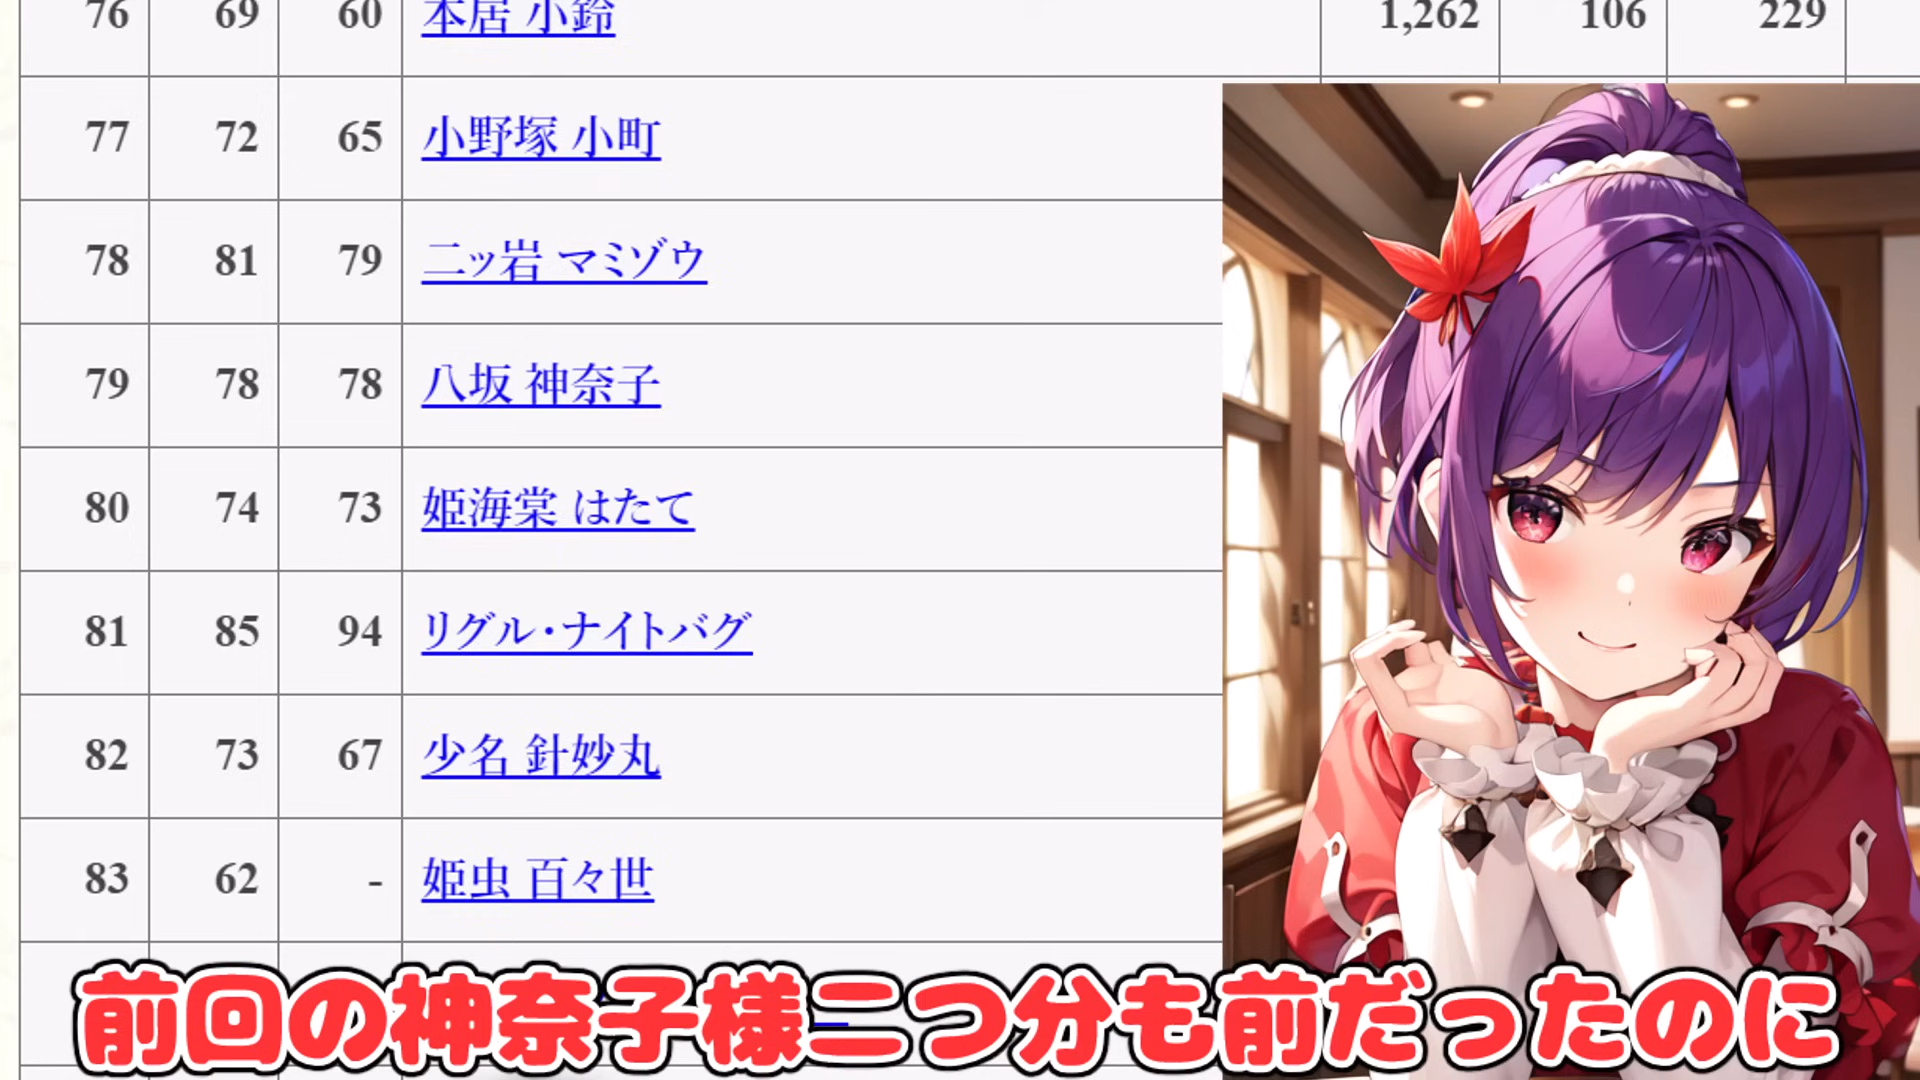 76 69 60 本居 小鈴 1,262 106 229
77 72 65 小野塚 小町
78 81 79 二ッ岩 マミゾウ
79 78 78 八坂 神奈子
80 74 73 姫海棠 はたて
81 85 94 リグル・ナイトバグ
82 73 67 少名 針妙丸
83 62 - 姫虫 百々世
前回の神奈子様二つ分も前だったのに